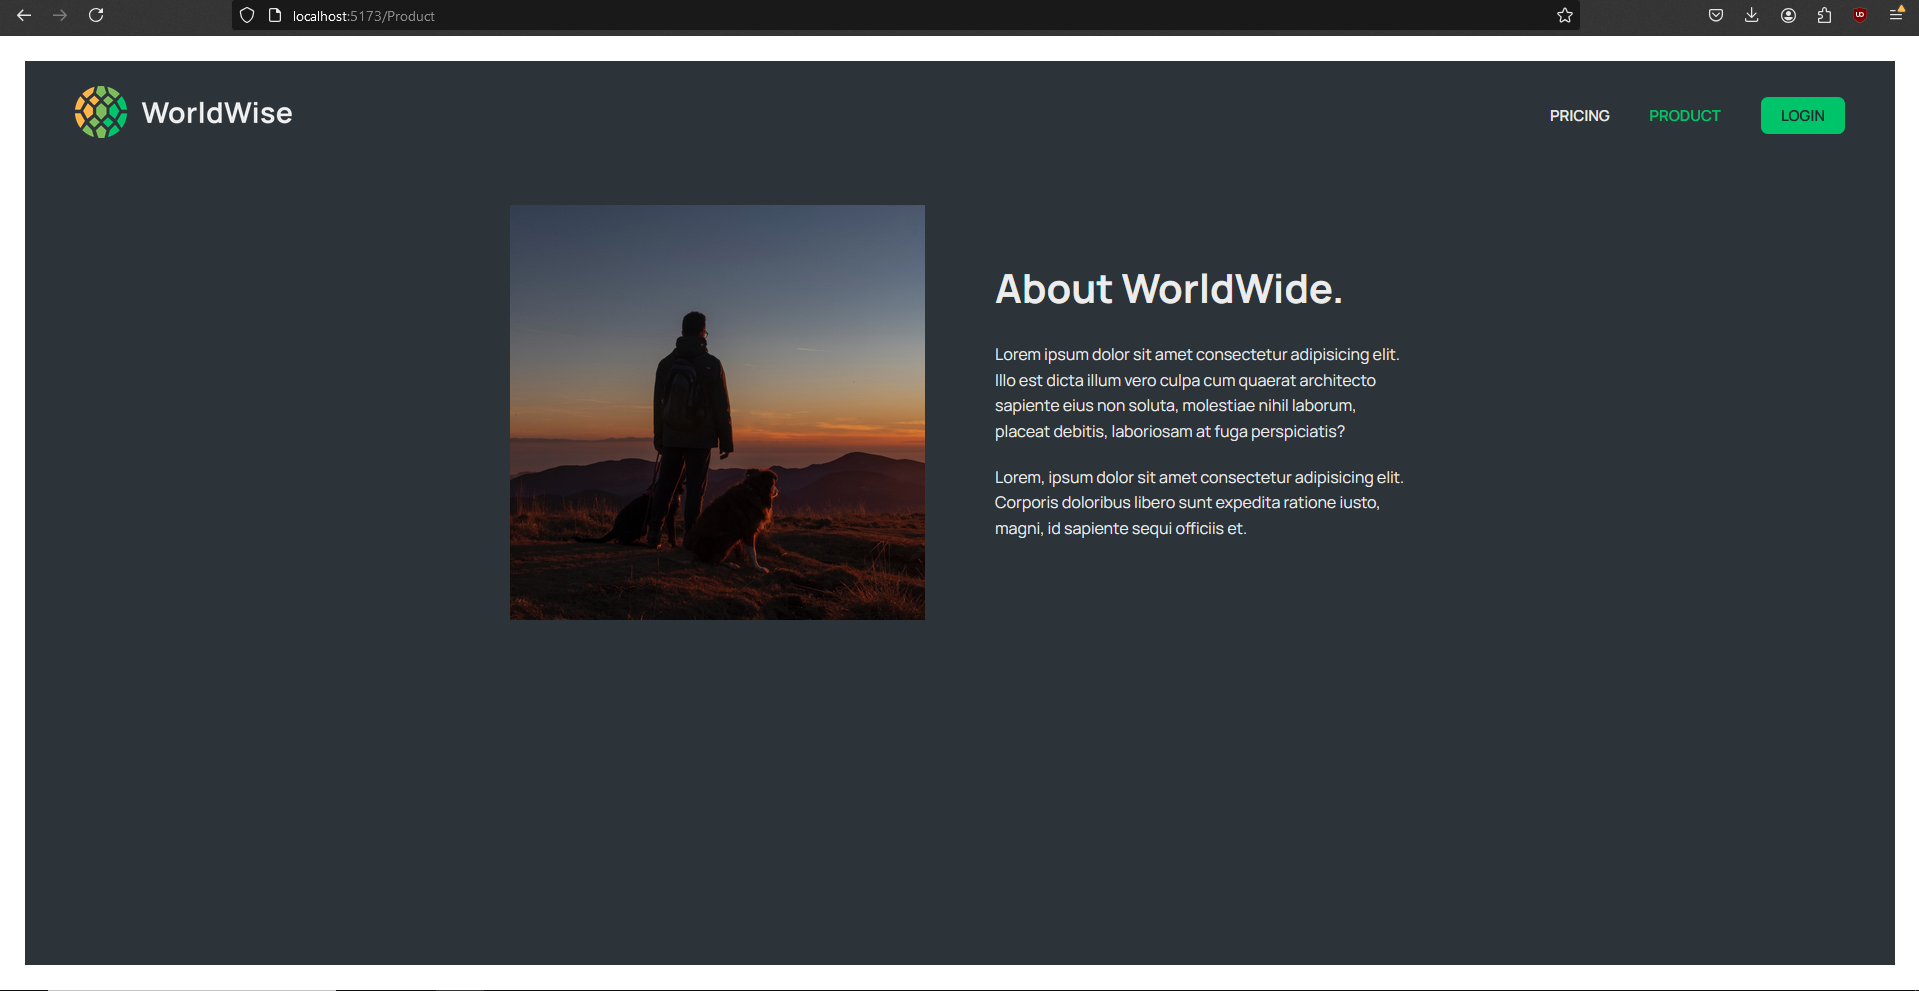 localhost:5173/Product
WorldWise
PRICING
PRODUCT
LOGIN
About WorldWide.
Lorem ipsum dolor sit amet consectetur adipisicing elit.
Illo est dicta illum vero culpa cum quaerat architecto
sapiente eius non soluta, molestiae nihil laborum,
placeat debitis, laboriosam at fuga perspiciatis?
Lorem, ipsum dolor sit amet consectetur adipisicing elit.
Corporis doloribus libero sunt expedita ratione iusto,
magni, id sapiente sequi officiis et.